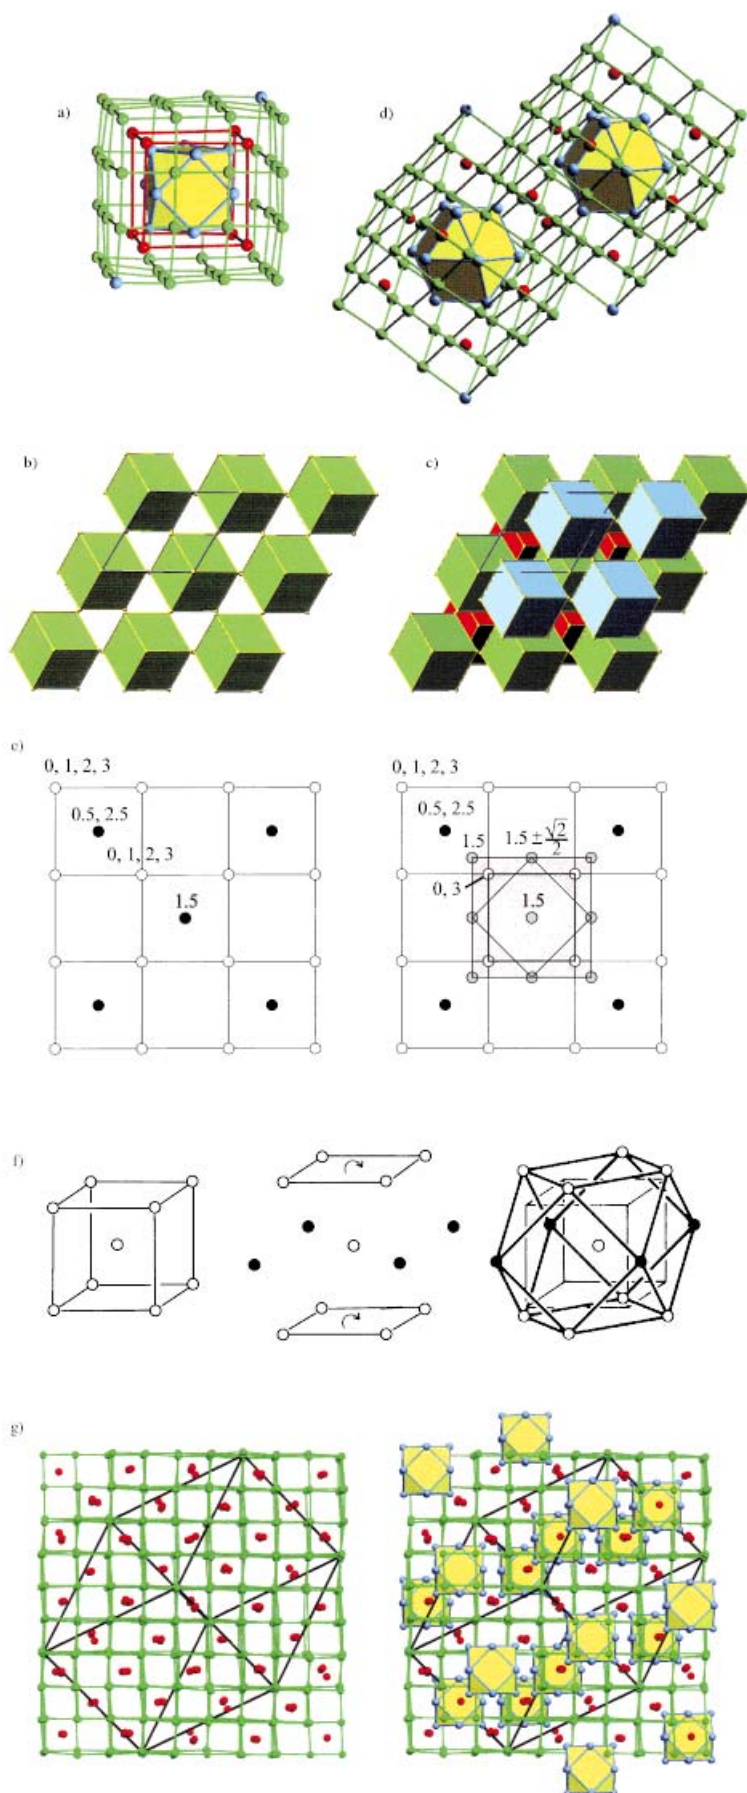 a)
d)
b)
c)
e)
0, 1, 2, 3
0.5, 2.5
0, 1, 2, 3
1.5
0, 1, 2, 3
0.5, 2.5
1.5
1.5 ± √2/2
0, 3
1.5
f)
g)